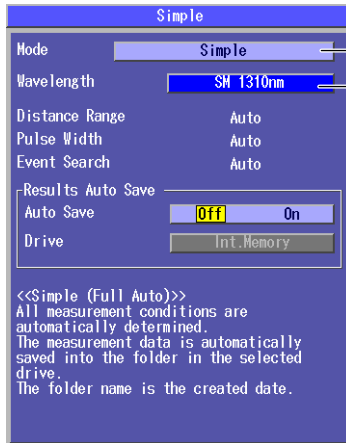 Simple
Mode Simple
Wavelength SM 1310nm
Distance Range Auto
Pulse Width Auto
Event Search Auto
Results Auto Save
Auto Save Off On
Drive Int.Memory
<<Simple (Full Auto)>>
All measurement conditions are
automatically determined.
The measurement data is automatically
saved into the folder in the selected
drive.
The folder name is the created date.